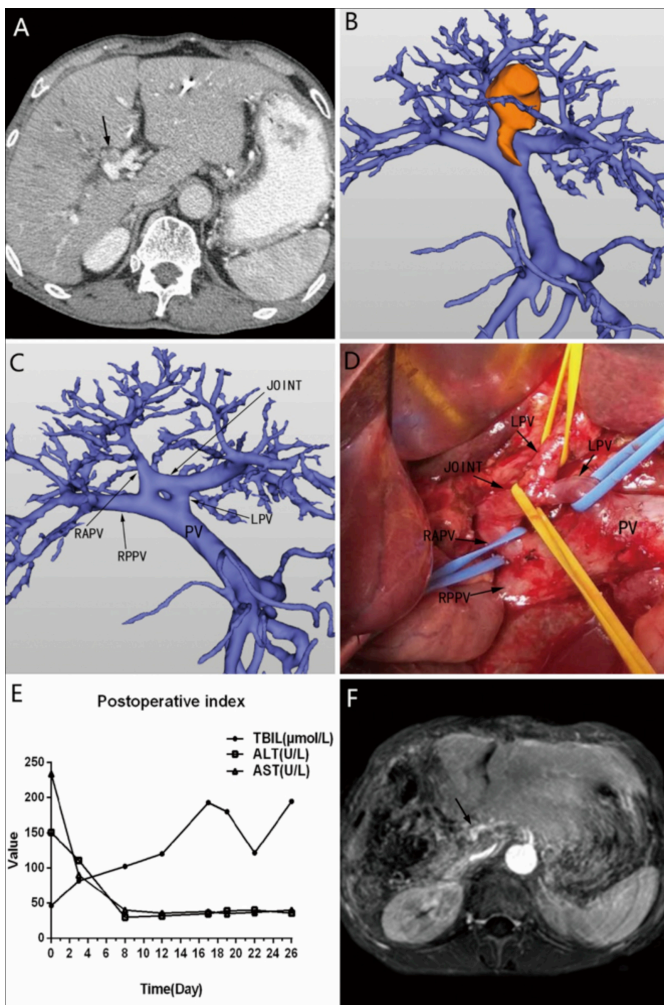 A
B
C
JOINT
RAPV
RPPV
LPV
PV
D
LPV
LPV
JOINT
PV
RAPV
RPPV
E
Postoperative index
TBIL(μmol/L)
ALT(U/L)
AST(U/L)
250
200
150
100
50
0
Value
0 2 4 6 8 10 12 14 16 18 20 22 24 26
Time(Day)
F